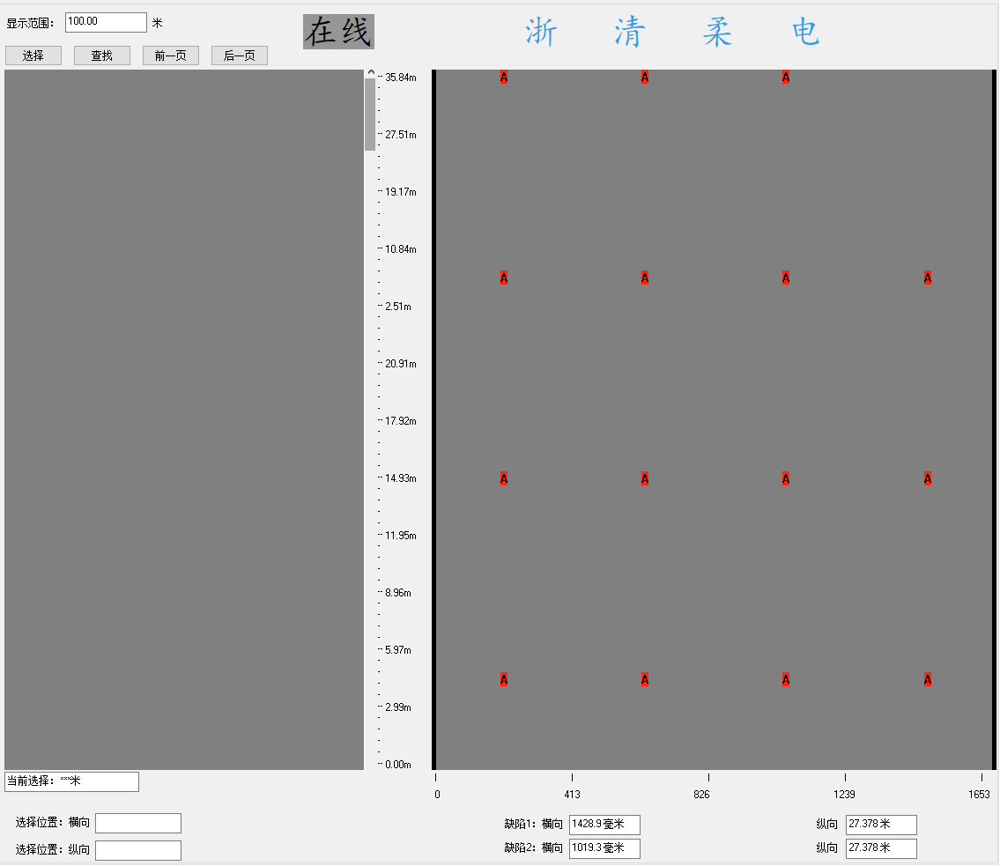 显示范围： 100.00 米 在线 浙清柔电
选择 查找 前一页 后一页
35.84m A A A
27.51m
19.17m
10.84m
A A A A
2.51m
20.91m
17.92m
14.93m A A A A
11.95m
8.96m
5.97m
A A A A
2.99m
0.00m
当前选择：***米
0 413 826 1239 1653
选择位置：横向 缺陷1：横向 1428.9毫米 纵向 27.378米
选择位置：纵向 缺陷2：横向 1019.3毫米 纵向 27.378米